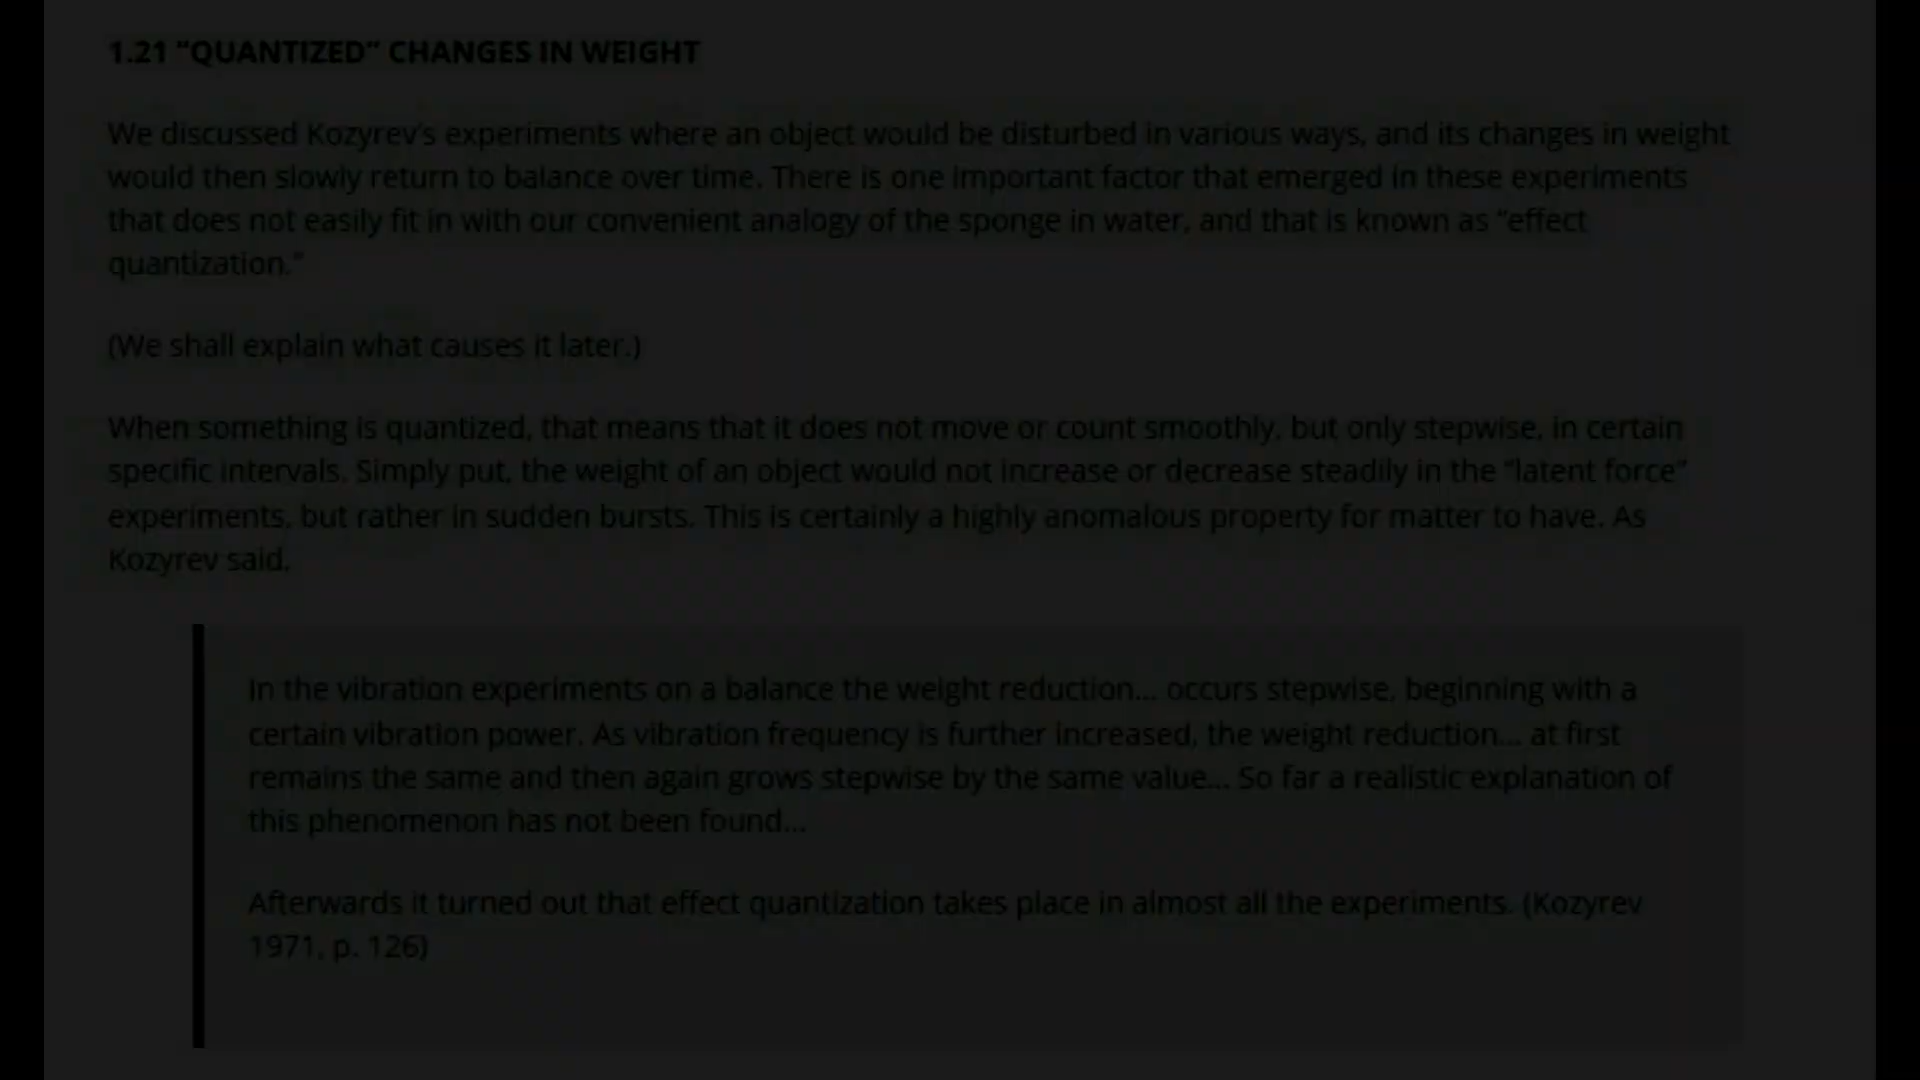 1.21 “QUANTIZED” CHANGES IN WEIGHT
We discussed Kozyrev’s experiments where an object would be disturbed in various ways, and its changes in weight
would then slowly return to balance over time. There is one important factor that emerged in these experiments
that does not easily fit in with our convenient analogy of the sponge in water, and that is known as “effect
quantization.”
(We shall explain what causes it later.)
When something is quantized, that means that it does not move or count smoothly, but only stepwise, in certain
specific intervals. Simply put, the weight of an object would not increase or decrease steadily in the “latent force”
experiments, but rather in sudden bursts. This is certainly a highly anomalous property for matter to have. As
Kozyrev said,
In the vibration experiments on a balance the weight reduction… occurs stepwise, beginning with a
certain vibration power. As vibration frequency is further increased, the weight reduction… at first
remains the same and then again grows stepwise by the same value… So far a realistic explanation of
this phenomenon has not been found…
Afterwards it turned out that effect quantization takes place in almost all the experiments. (Kozyrev
1971, p. 126)